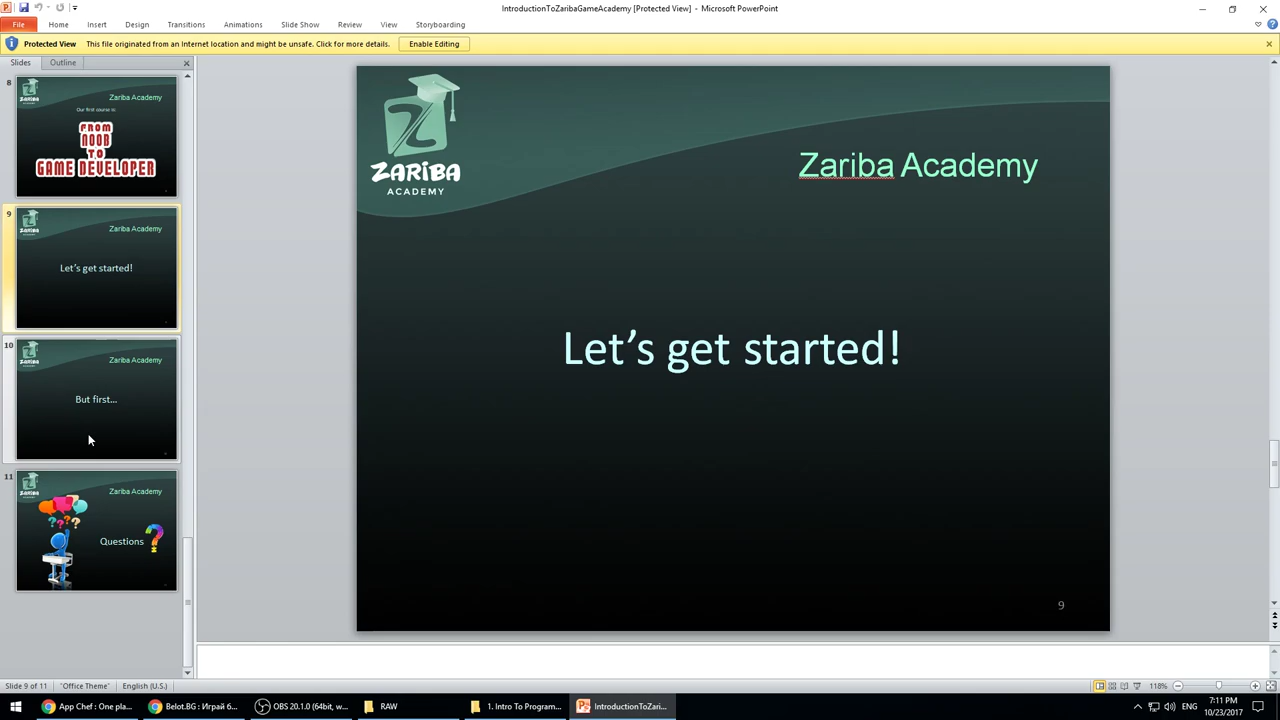 IntroductionToZaribaGameAcademy [Protected View] - Microsoft PowerPoint
File Home Insert Design Transitions Animations Slide Show Review View Storyboarding
Protected View This file originated from an Internet location and might be unsafe. Click for more details. Enable Editing
Slides Outline
8
Zariba Academy
Our first course is:
FROM
NOOB
TO
GAME DEVELOPER
9
Zariba Academy
Let's get started!
10
Zariba Academy
But first...
11
Zariba Academy
Questions ?
ZARIBA
ACADEMY
Zariba Academy
Let's get started!
9
Slide 9 of 11 "Office Theme" English (U.S.) 118%
App Chef : One pla... Belot.BG : Играй б... OBS 20.1.0 (64bit, w... RAW 1. Intro To Program... IntroductionToZari... ENG 7:11 PM
10/23/2017